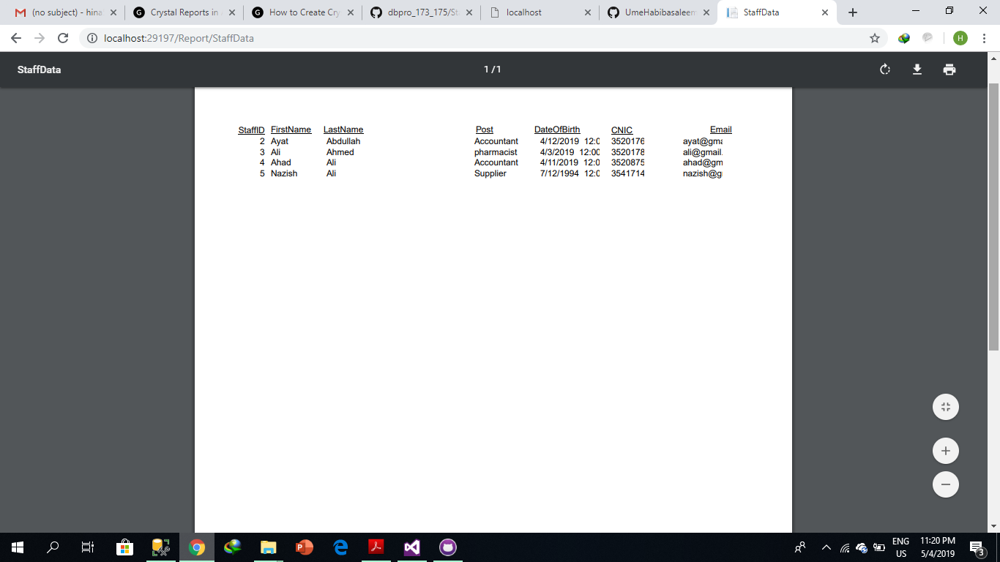 (no subject) - hina
Crystal Reports in
How to Create Cry
dbpro_173_175/St
localhost
UmeHabibasaleem
StaffData
localhost:29197/Report/StaffData
H
StaffData
1 / 1
StaffID FirstName LastName Post DateOfBirth CNIC Email
2 Ayat Abdullah Accountant 4/12/2019 12:0 3520176 ayat@gma
3 Ali Ahmed pharmacist 4/3/2019 12:00 3520178 ali@gmail.
4 Ahad Ali Accountant 4/11/2019 12:0 3520875 ahad@gm
5 Nazish Ali Supplier 7/12/1994 12:0 3541714 nazish@g
ENG 11:20 PM
US 5/4/2019
3